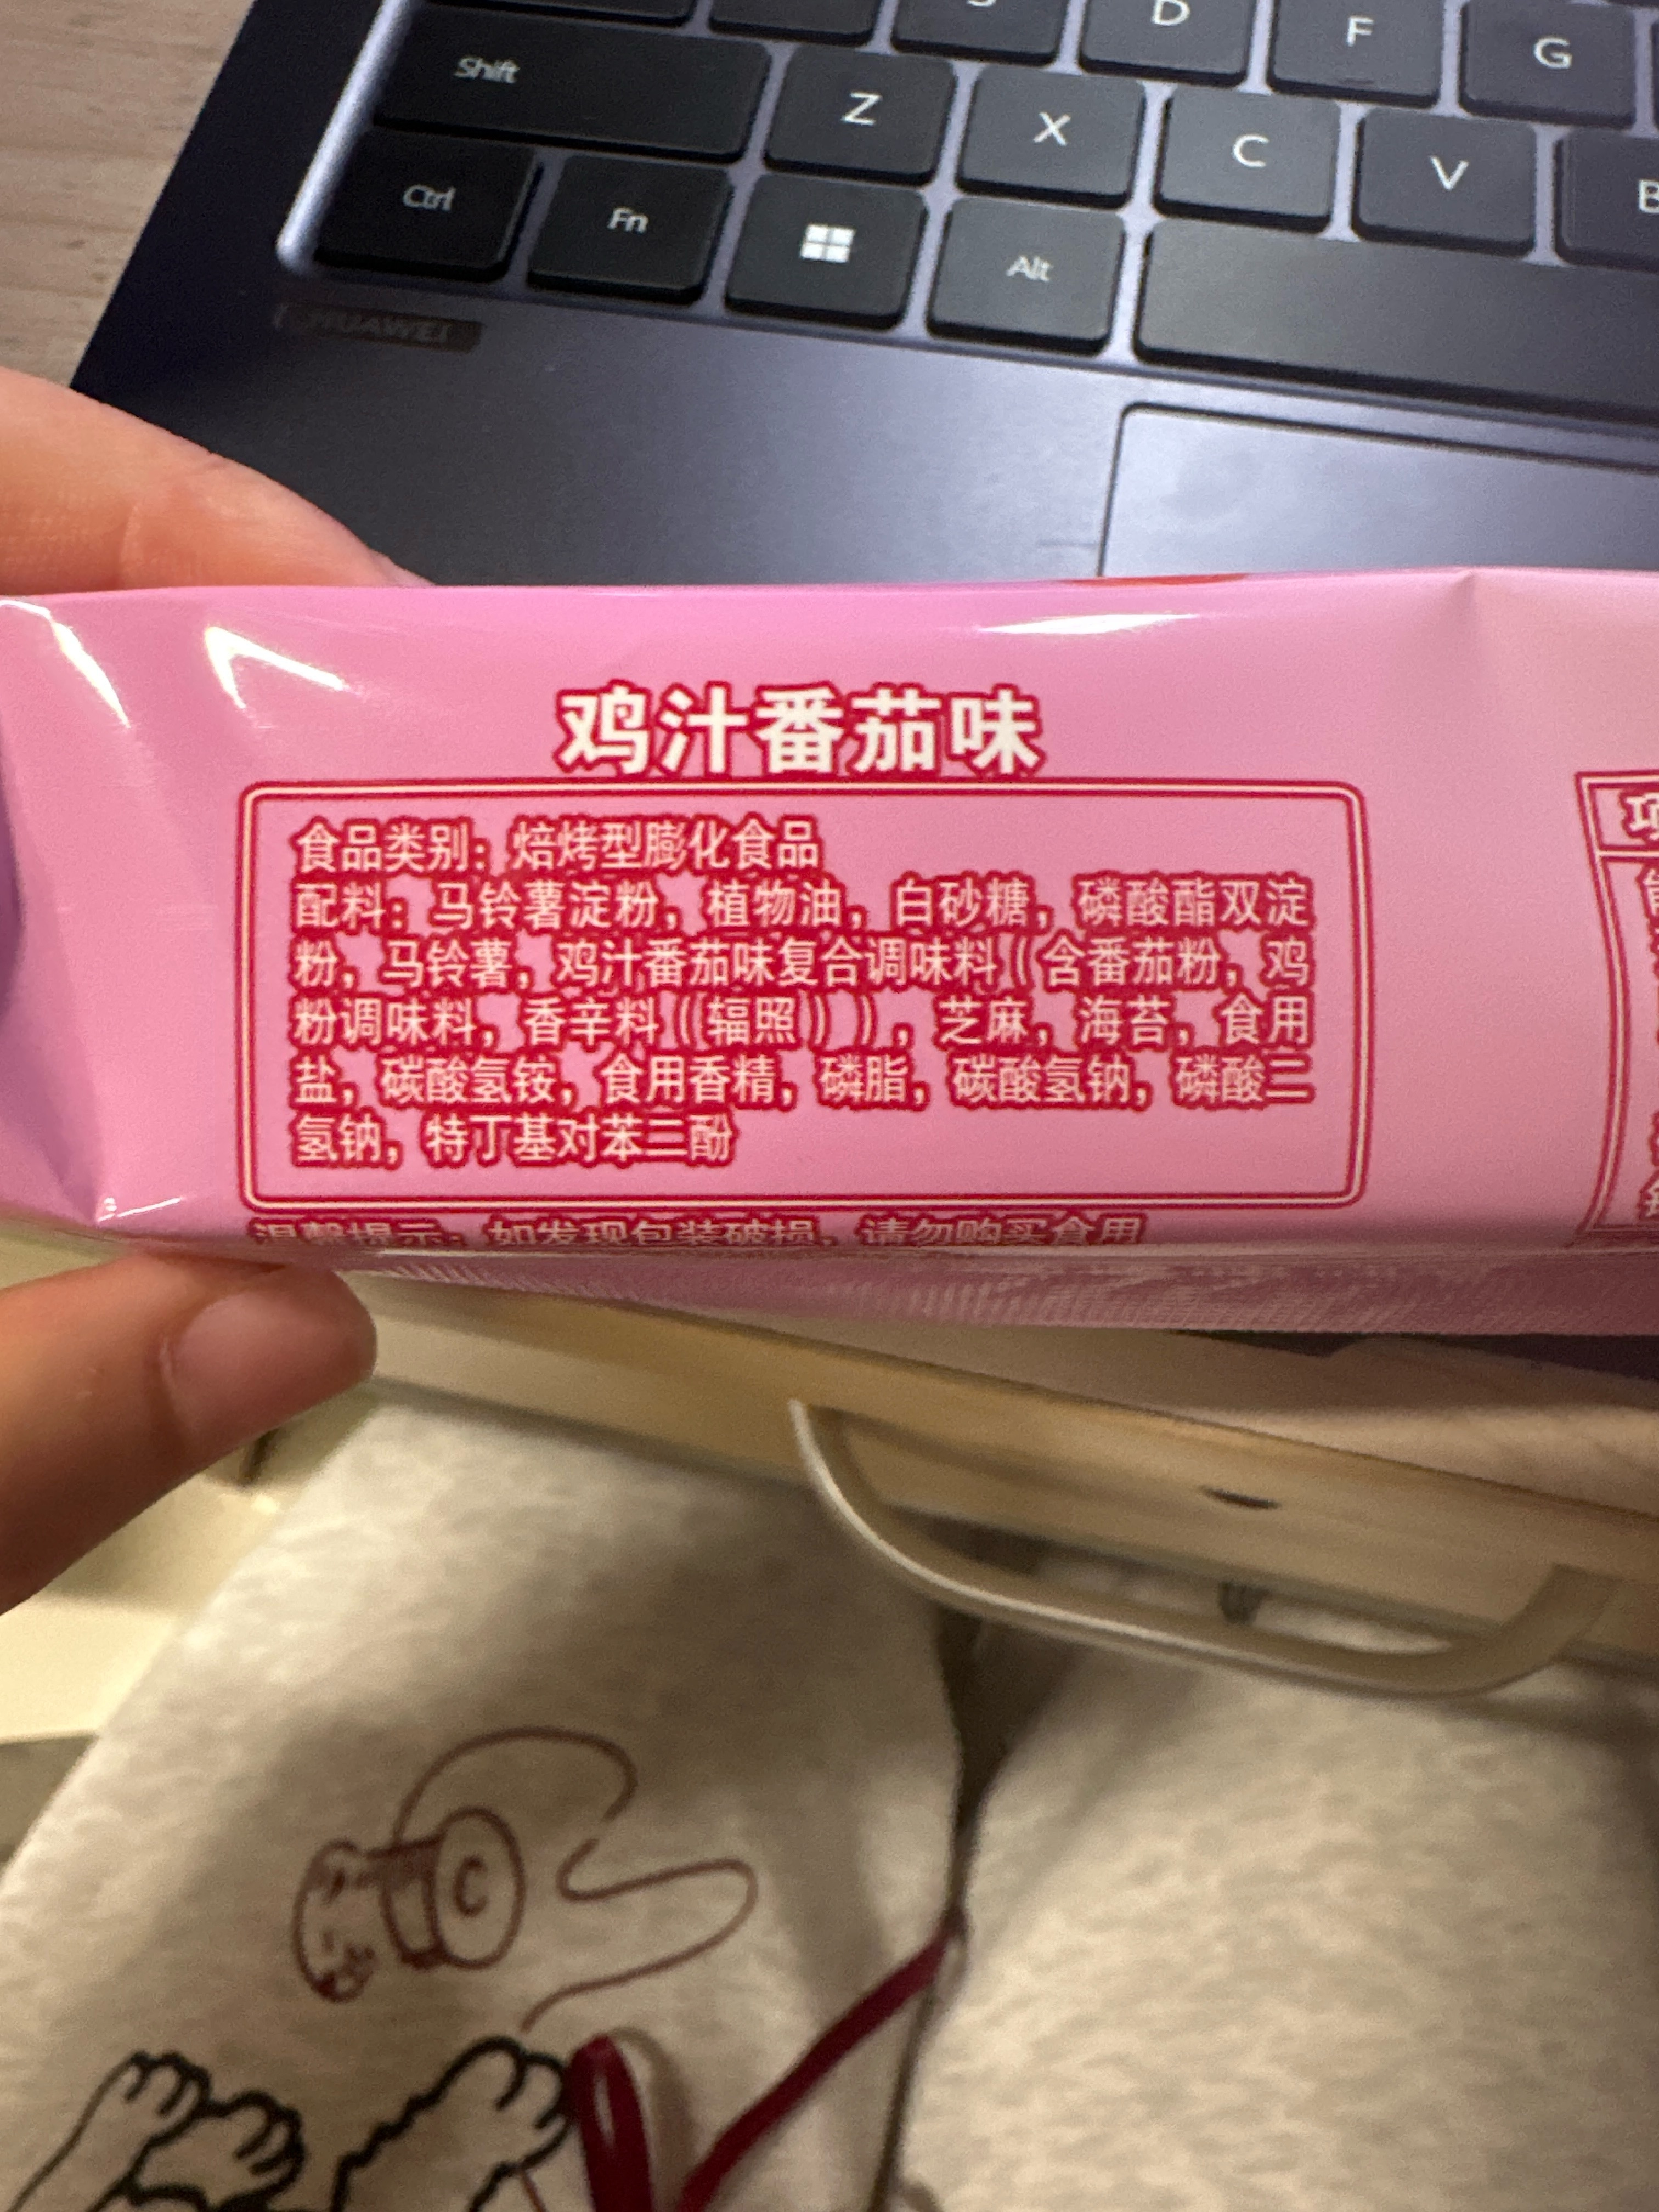 D F G
Shift Z X C V B
Ctrl Fn Alt
HUAWEI
鸡汁番茄味
食品类别：焙烤型膨化食品
配料：马铃薯淀粉，植物油，白砂糖，磷酸酯双淀
粉，马铃薯，鸡汁番茄味复合调味料（含番茄粉，鸡
粉调味料，香辛料（（辐照）），芝麻，海苔，食用
盐，碳酸氢铵，食用香精，磷脂，碳酸氢钠，磷酸二
氢钠，特丁基对苯二酚
温馨提示：如发现包装破损，请勿购买食用
C